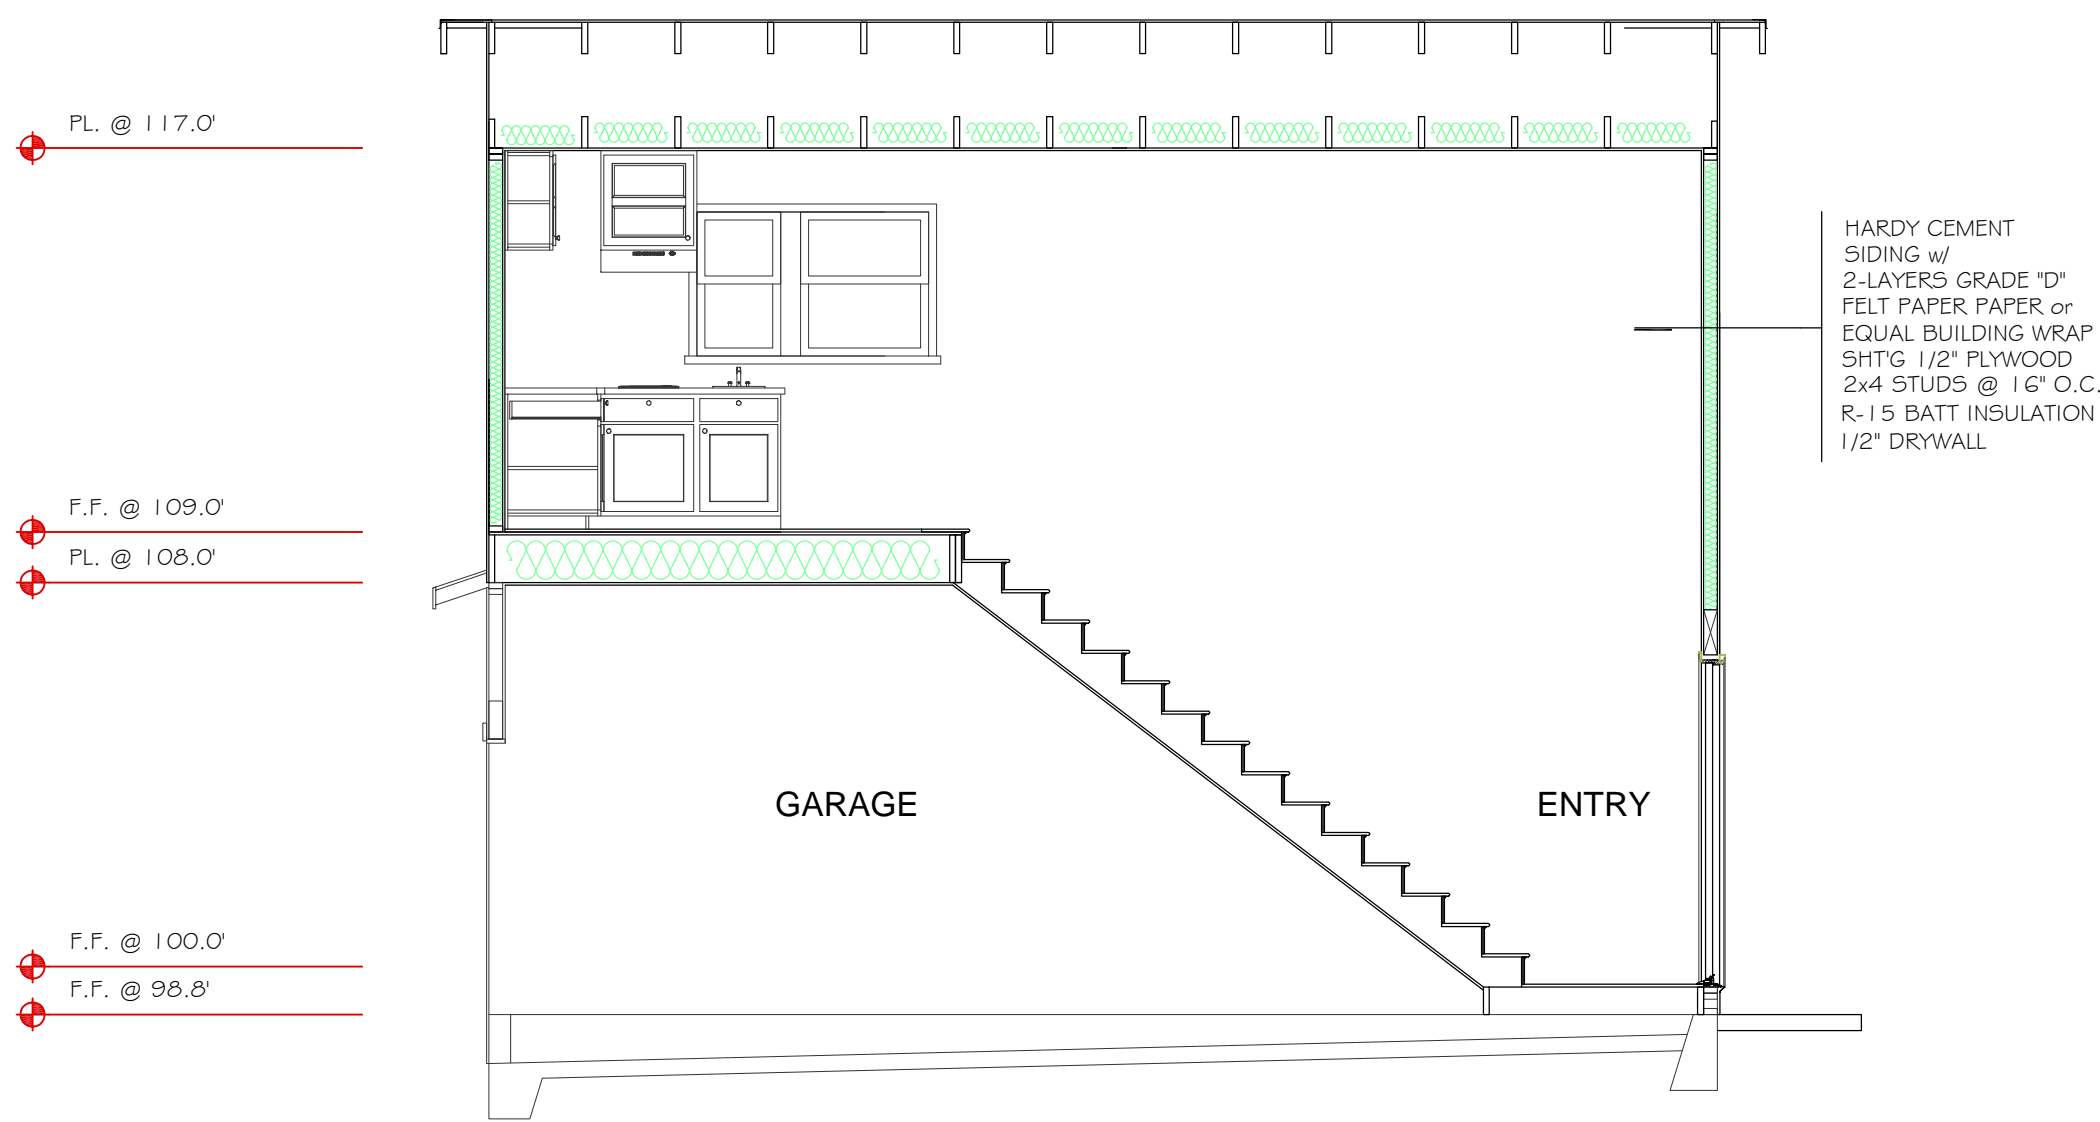 PL. @ 117.0'
HARDY CEMENT
SIDING w/
2-LAYERS GRADE "D"
FELT PAPER PAPER or
EQUAL BUILDING WRAP
SHT'G 1/2" PLYWOOD
2x4 STUDS @ 16" O.C.
R-15 BATT INSULATION
1/2" DRYWALL
F.F. @ 109.0'
PL. @ 108.0'
GARAGE
ENTRY
F.F. @ 100.0'
F.F. @ 98.8'